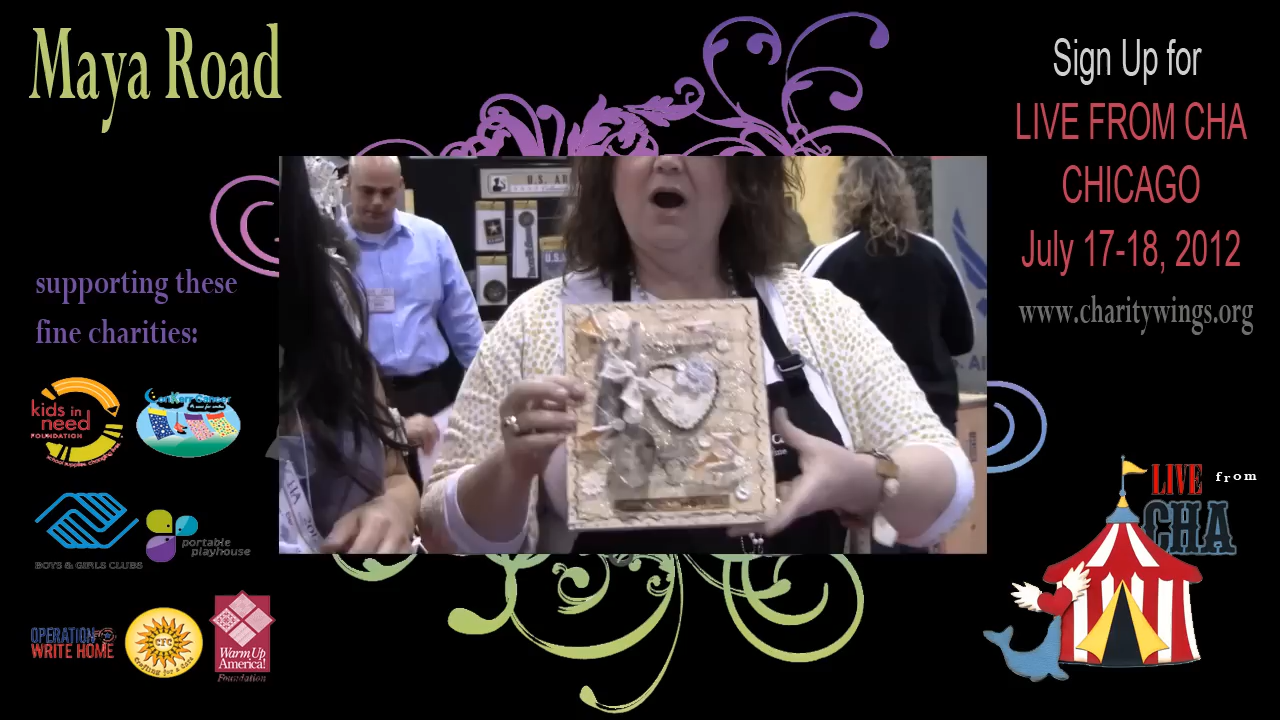 Maya Road
Sign Up for
LIVE FROM CHA
CHICAGO
July 17-18, 2012
www.charitywings.org
supporting these
fine charities:
kids in
need
FOUNDATION
BOYS & GIRLS CLUBS
portable
playhouse
OPERATION
WRITE HOME
CFC
Warm Up
America!
Foundation
LIVE from
CHA
U.S. A